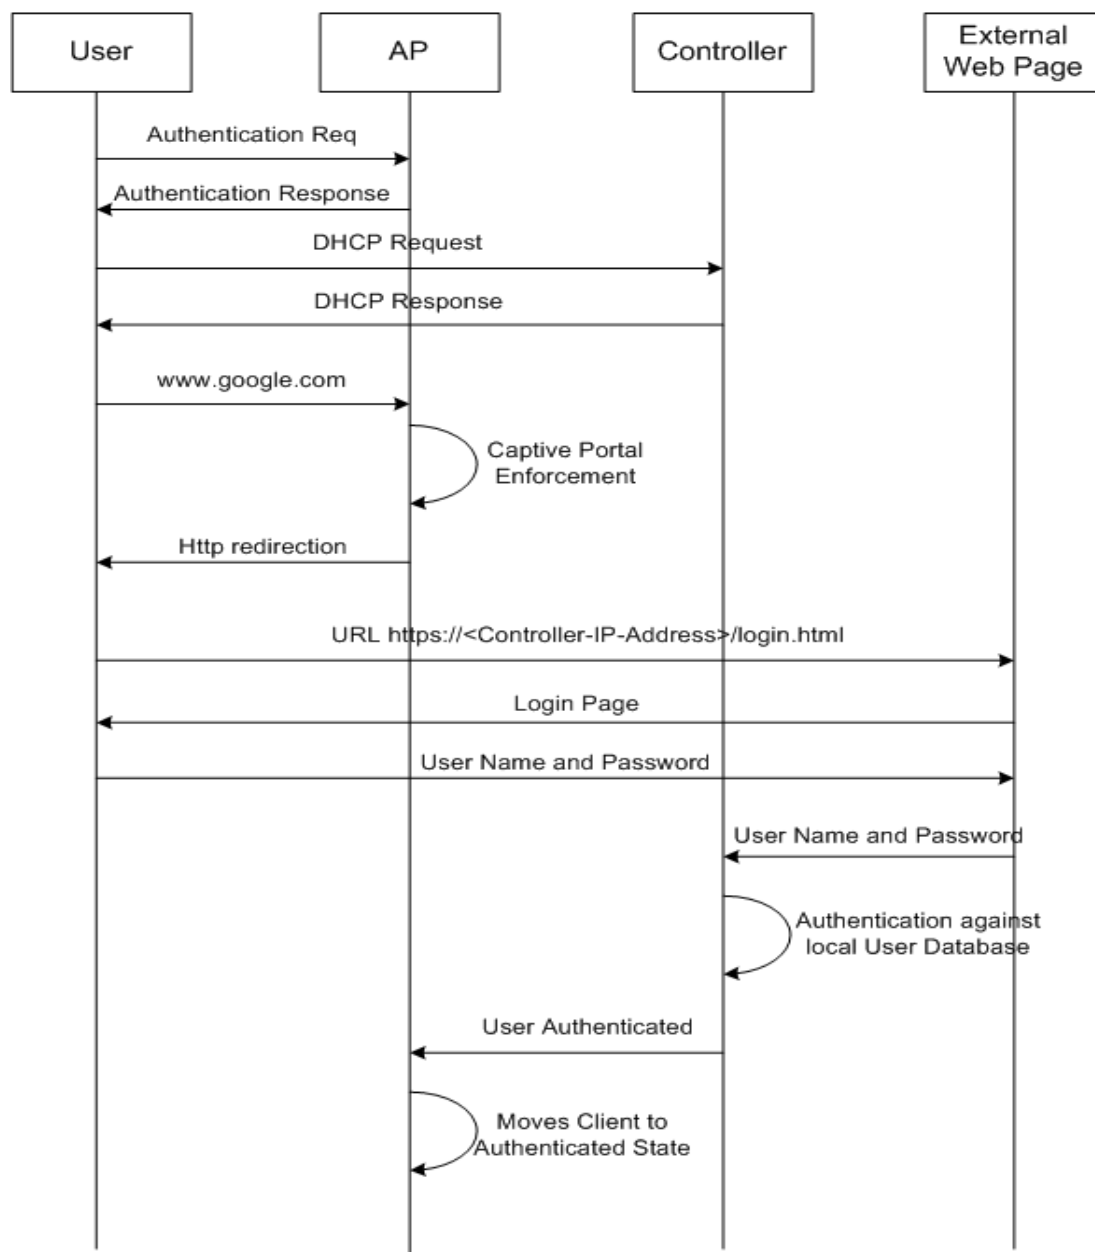 User
AP
Controller
External
Web Page
Authentication Req
Authentication Response
DHCP Request
DHCP Response
www.google.com
Captive Portal
Enforcement
Http redirection
URL https://<Controller-IP-Address>/login.html
Login Page
User Name and Password
User Name and Password
Authentication against
local User Database
User Authenticated
Moves Client to
Authenticated State